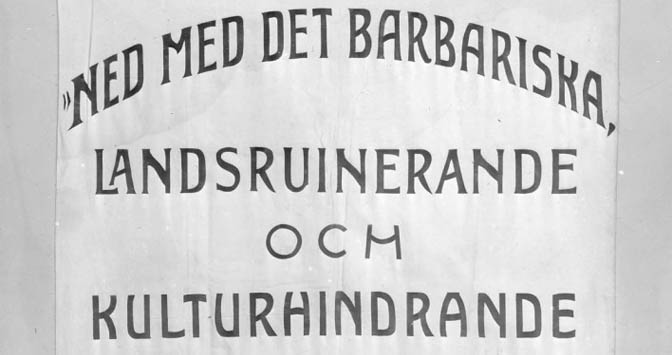 ”NED MED DET BARBARISKA,
LANDSRUINERANDE
OCH
KULTURHINDRANDE